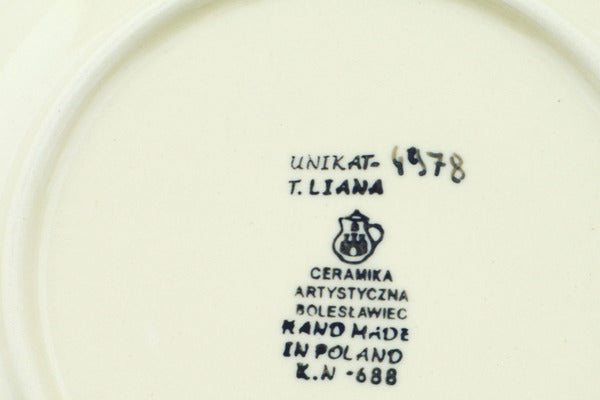 UNIKAT- 4978
T. LIANA
CERAMIKA
ARTYSTYCZNA
BOLESŁAWIEC
HAND MADE
IN POLAND
K.N -688